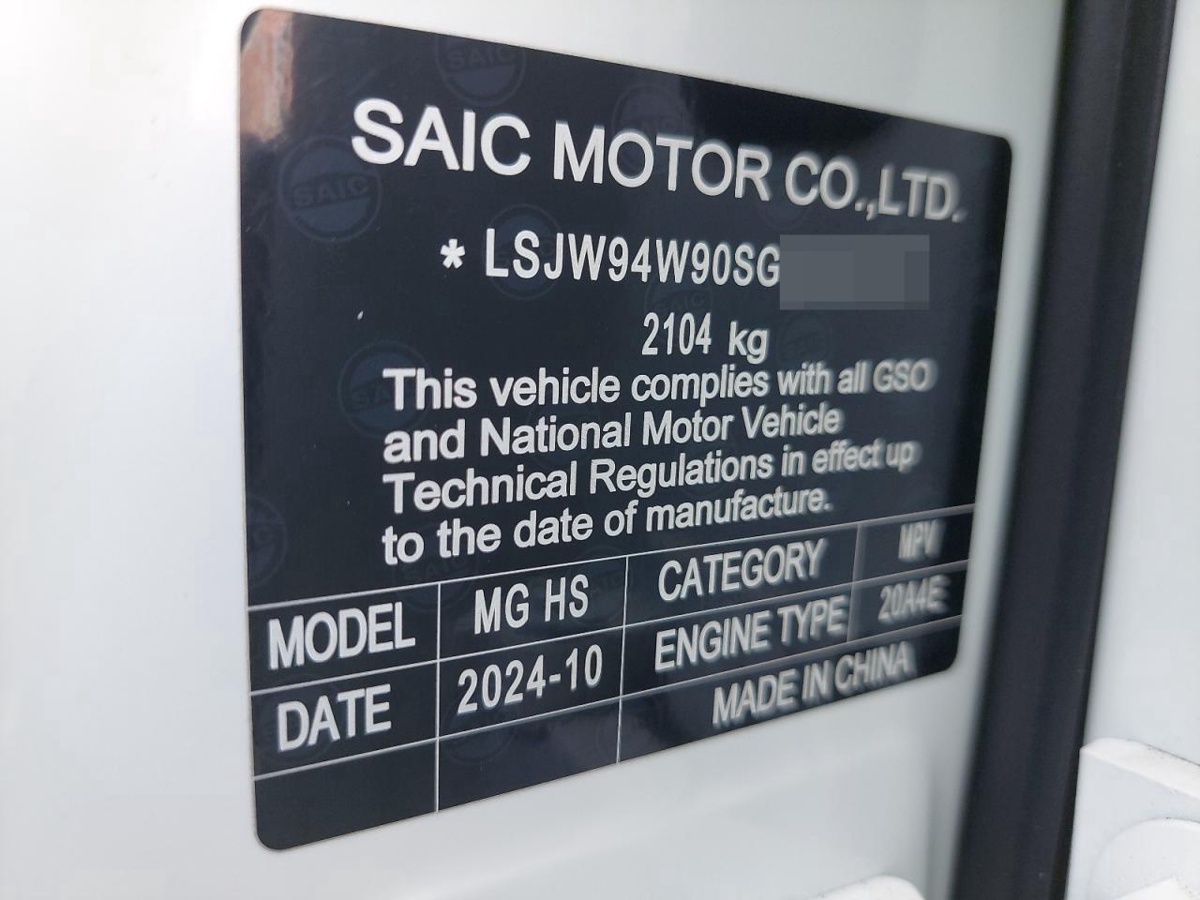 SAIC MOTOR CO.,LTD.
* LSJW94W90SG
2104 kg
This vehicle complies with all GSO
and National Motor Vehicle
Technical Regulations in effect up
to the date of manufacture.
MODEL MG HS CATEGORY MPV
DATE 2024-10 ENGINE TYPE 20A4E
MADE IN CHINA